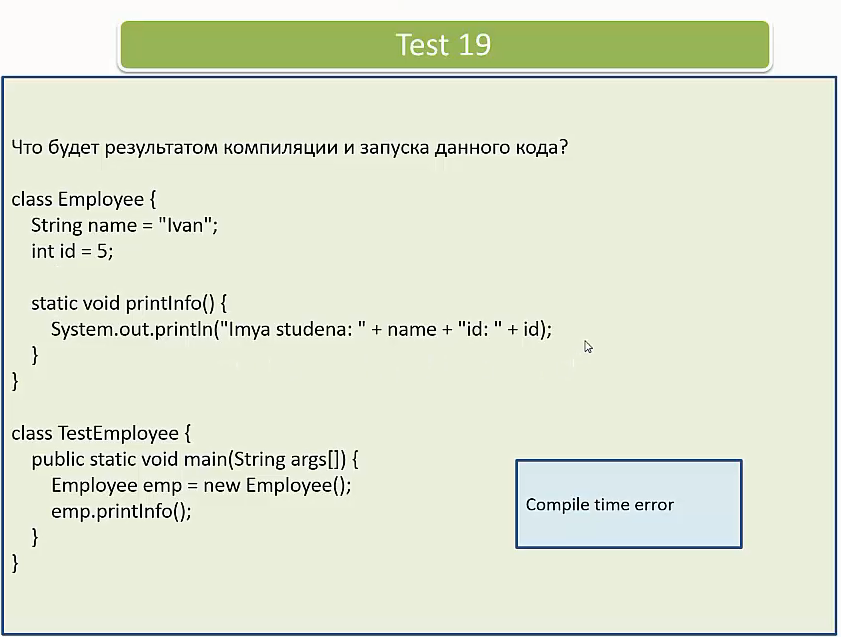 Test 19
Что будет результатом компиляции и запуска данного кода?
class Employee {
String name = "Ivan";
int id = 5;
static void printInfo() {
System.out.println("Imya studena: " + name + "id: " + id);
}
}
class TestEmployee {
public static void main(String args[]) {
Employee emp = new Employee();
emp.printInfo();
}
}
Compile time error